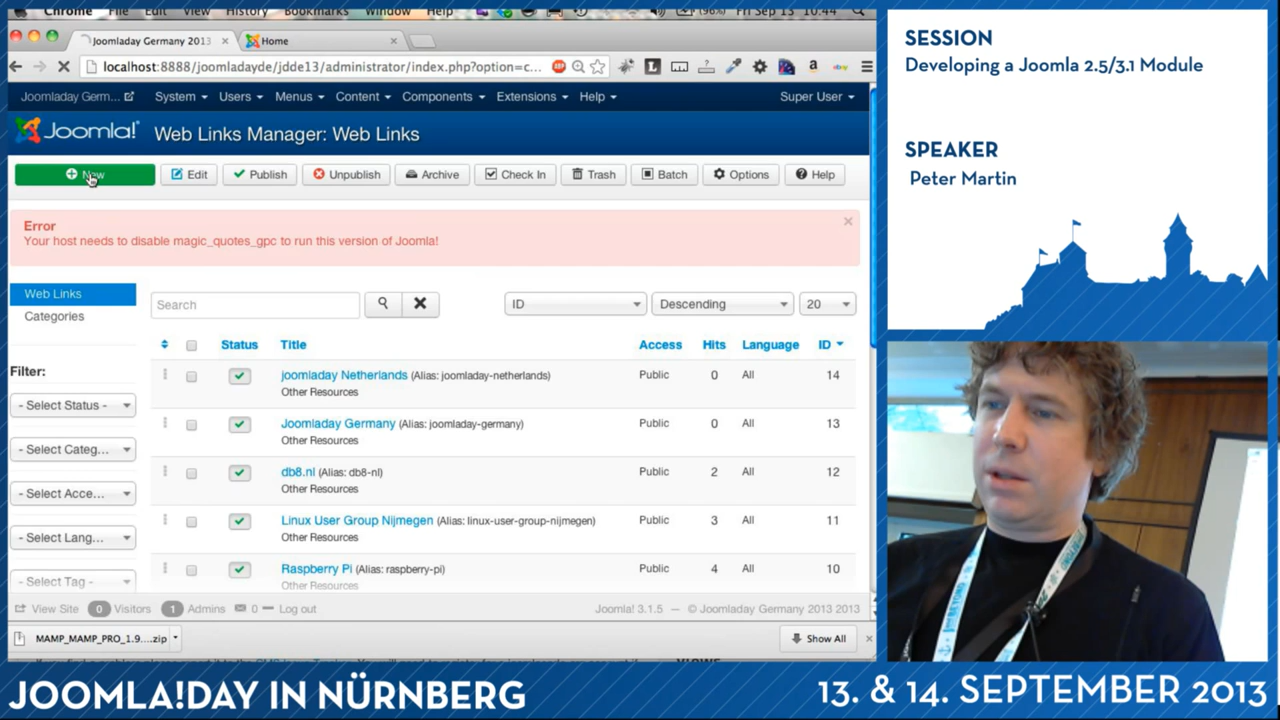 Chrome File Edit View History Bookmarks Window Help (96%) Fri Sep 13 10:44
Joomladay Germany 2013
Home
localhost:8888/joomladayde/jdde13/administrator/index.php?option=c...
Joomladay Germ... System Users Menus Content Components Extensions Help Super User
Joomla!® Web Links Manager: Web Links
New Edit Publish Unpublish Archive Check In Trash Batch Options Help
Error
Your host needs to disable magic_quotes_gpc to run this version of Joomla!
Web Links
Categories
Filter:
- Select Status -
- Select Categ...
- Select Acce...
- Select Lang...
- Select Tag -
Search ID Descending 20
Status Title Access Hits Language ID
joomladay Netherlands (Alias: joomladay-netherlands) Public 0 All 14
Other Resources
Joomladay Germany (Alias: joomladay-germany) Public 0 All 13
Other Resources
db8.nl (Alias: db8-nl) Public 2 All 12
Other Resources
Linux User Group Nijmegen (Alias: linux-user-group-nijmegen) Public 3 All 11
Other Resources
Raspberry Pi (Alias: raspberry-pi) Public 4 All 10
Other Resources
View Site 0 Visitors 1 Admins 0 Log out Joomla! 3.1.5 — © Joomladay Germany 2013 2013
MAMP_MAMP_PRO_1.9....zip Show All
SESSION
Developing a Joomla 2.5/3.1 Module
SPEAKER
Peter Martin
JOOMLA!DAY IN NÜRNBERG 13. & 14. SEPTEMBER 2013